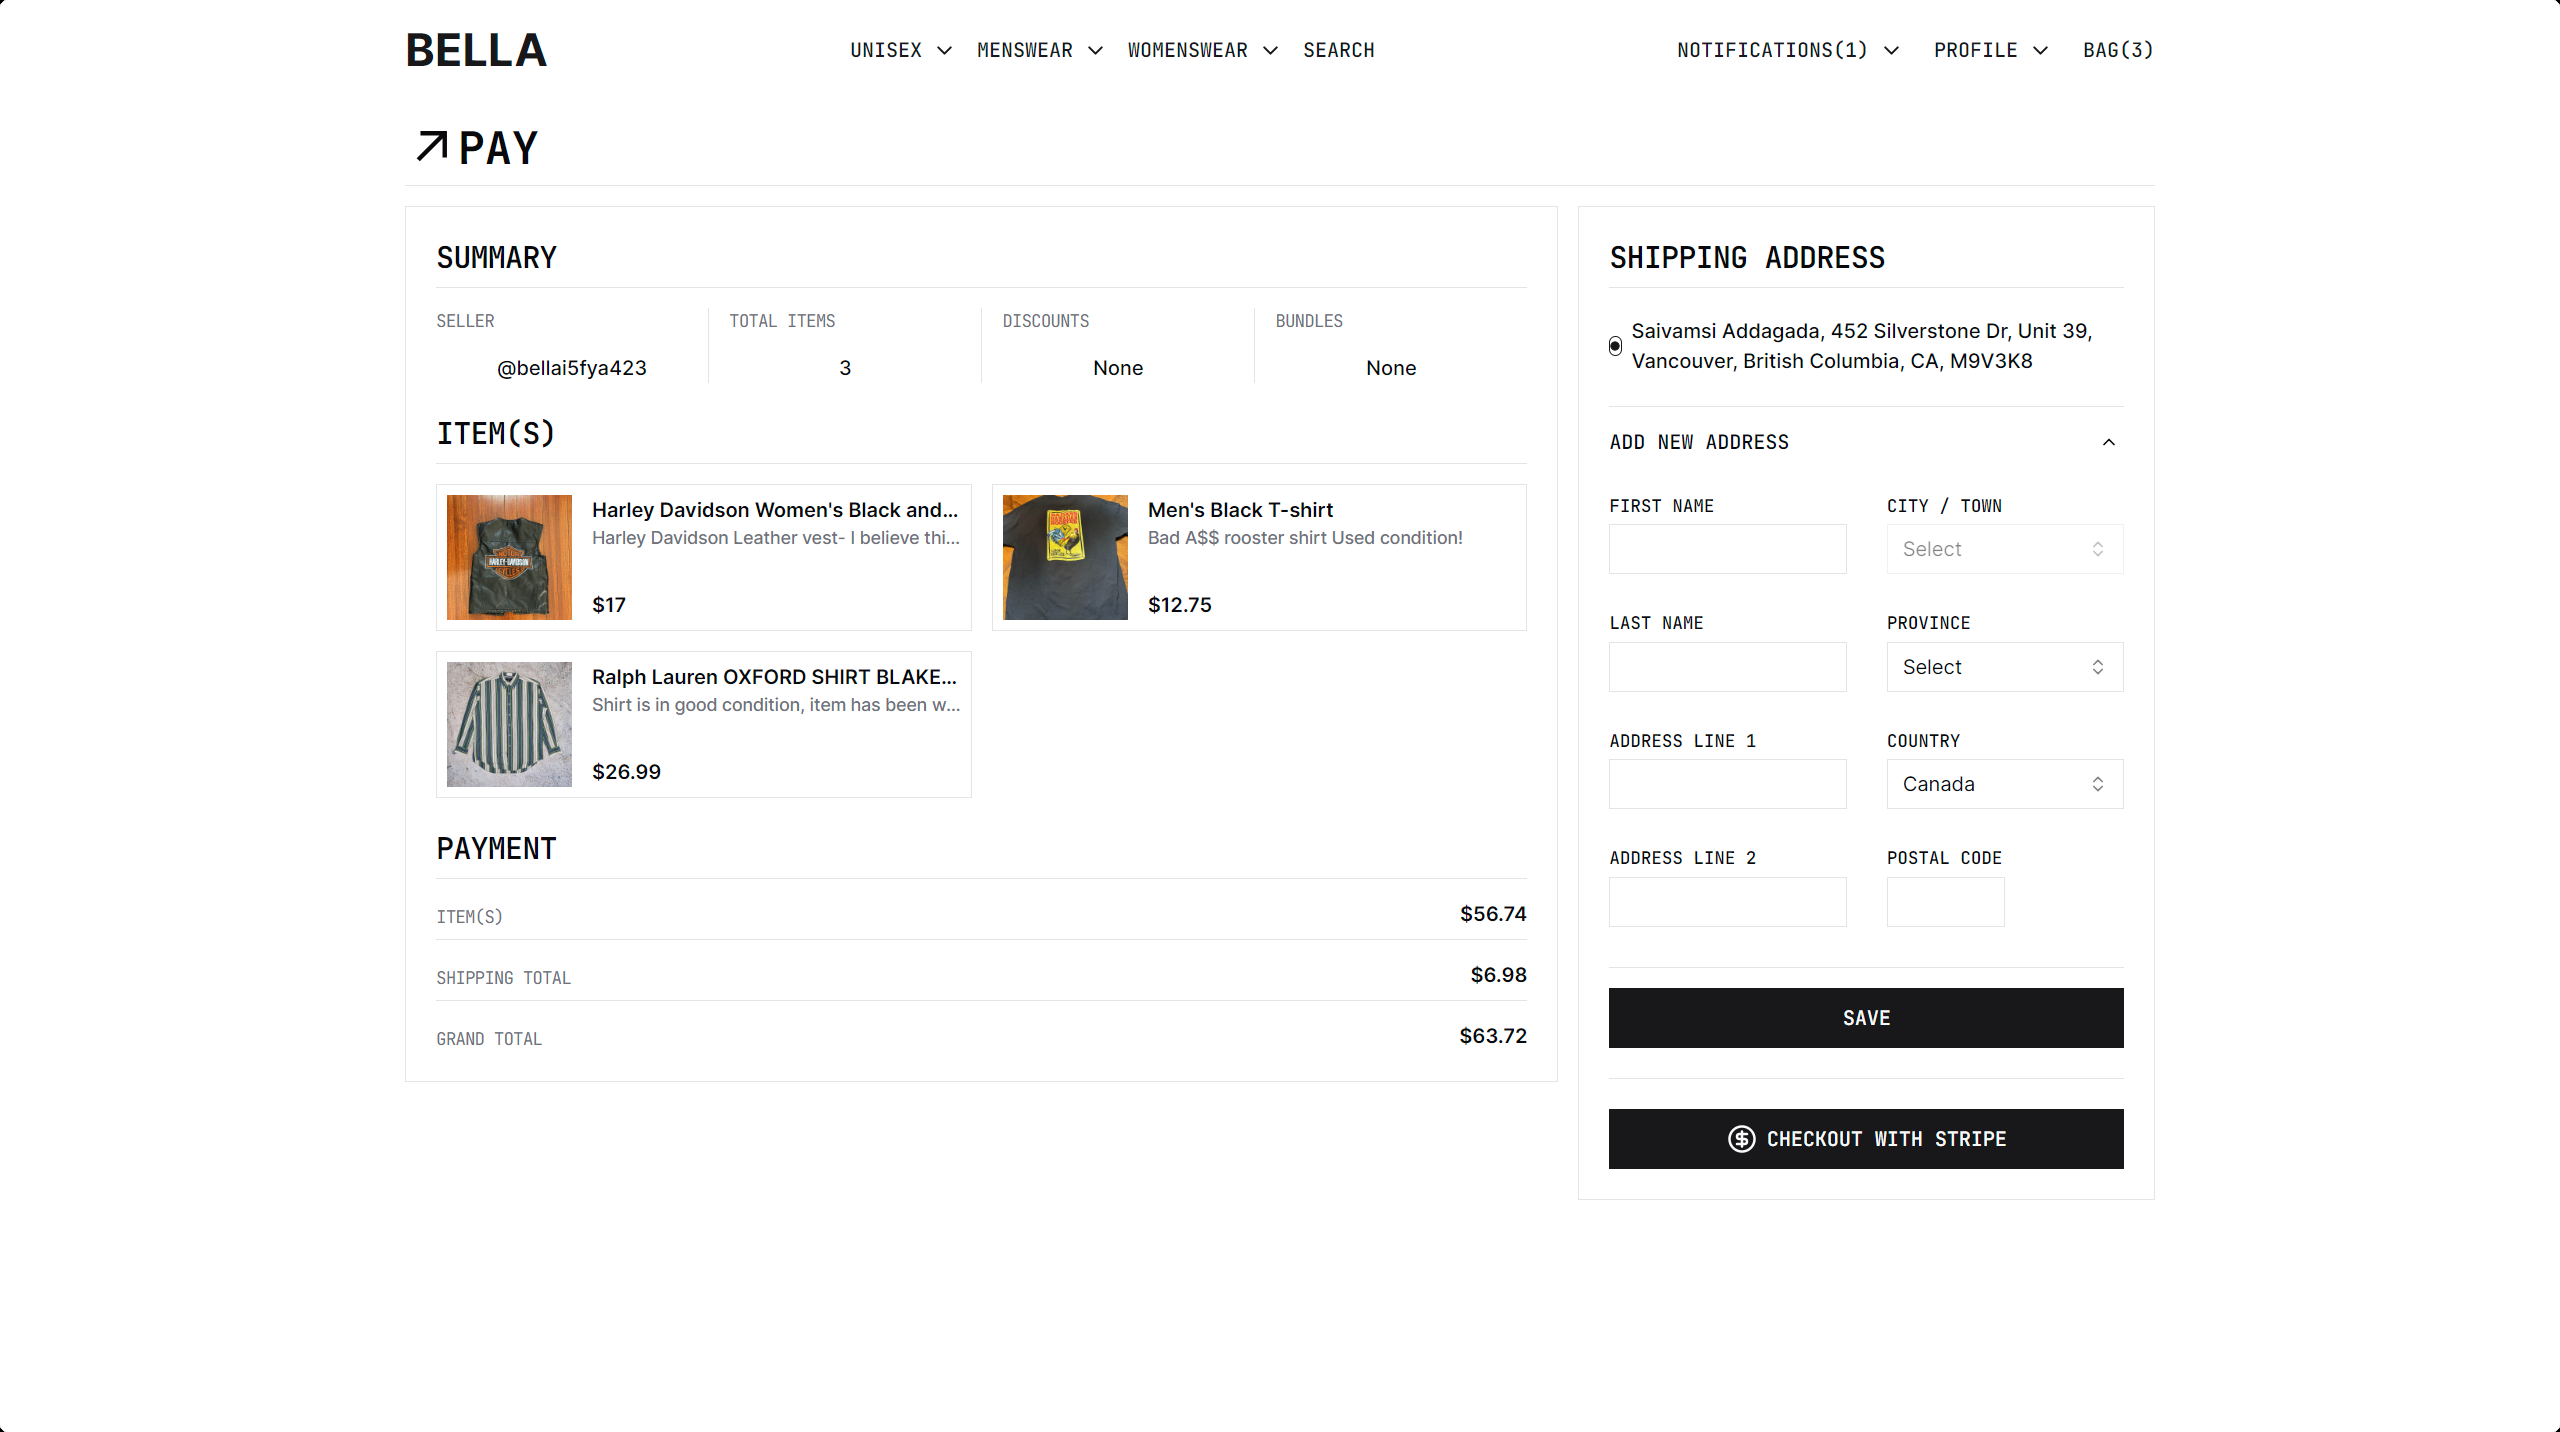 BELLA
UNISEX
MENSWEAR
WOMENSWEAR
SEARCH
NOTIFICATIONS(1)
PROFILE
BAG(3)
PAY
SUMMARY
SELLER
@bellai5fya423
TOTAL ITEMS
3
DISCOUNTS
None
BUNDLES
None
ITEM(S)
Harley Davidson Women's Black and...
Harley Davidson Leather vest- I believe thi...
$17
MOTOR
HARLEY-DAVIDSON
CYCLES
Men's Black T-shirt
Bad A$$ rooster shirt Used condition!
$12.75
Ralph Lauren OXFORD SHIRT BLAKE...
Shirt is in good condition, item has been w...
$26.99
PAYMENT
ITEM(S)
$56.74
SHIPPING TOTAL
$6.98
GRAND TOTAL
$63.72
SHIPPING ADDRESS
Saivamsi Addagada, 452 Silverstone Dr, Unit 39,
Vancouver, British Columbia, CA, M9V3K8
ADD NEW ADDRESS
FIRST NAME
CITY / TOWN
Select
LAST NAME
PROVINCE
Select
ADDRESS LINE 1
COUNTRY
Canada
ADDRESS LINE 2
POSTAL CODE
SAVE
CHECKOUT WITH STRIPE